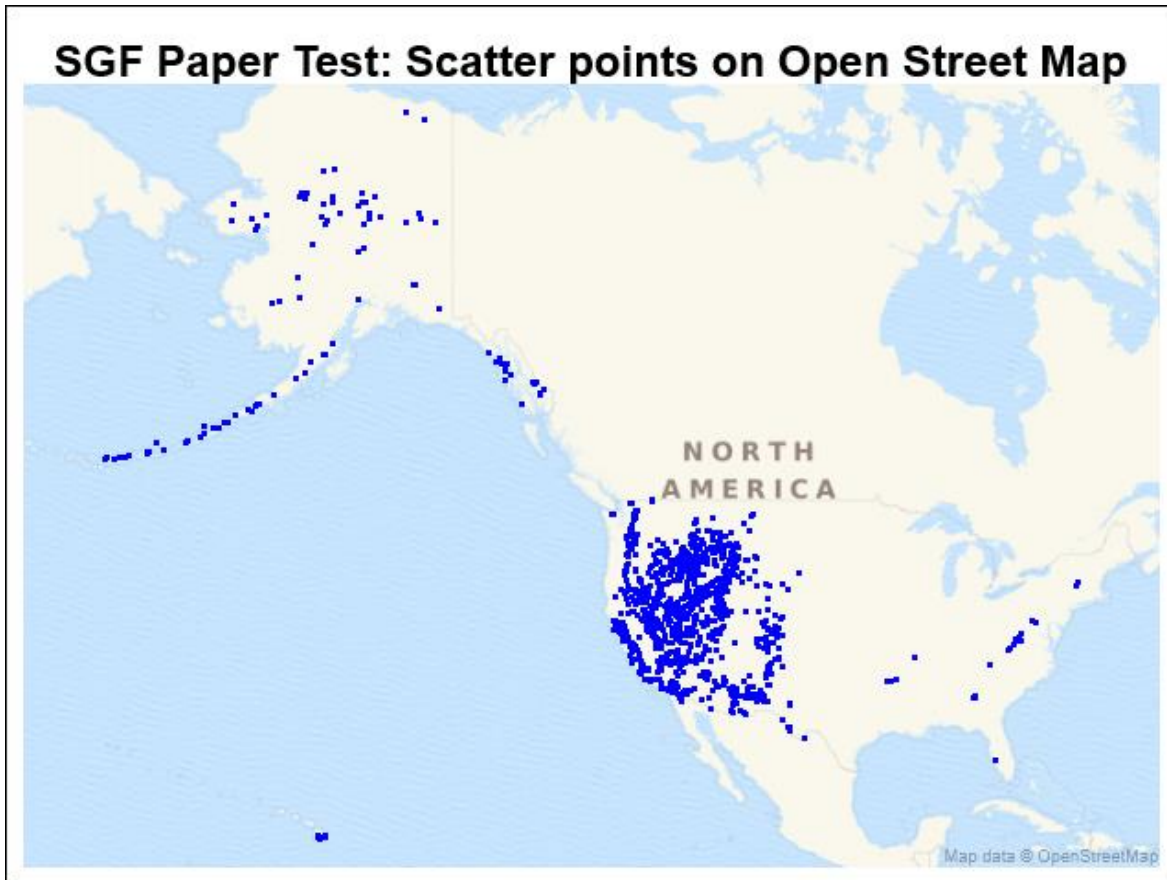 SGF Paper Test: Scatter points on Open Street Map
NORTH
AMERICA
Map data © OpenStreetMap